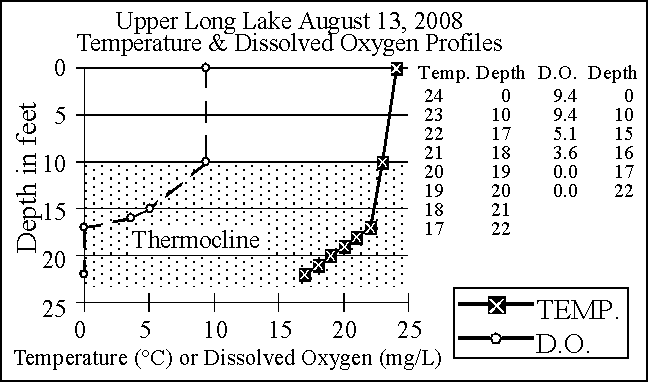 Upper Long Lake August 13, 2008
Temperature & Dissolved Oxygen Profiles
Temp. Depth D.O. Depth
24 0 9.4 0
23 10 9.4 10
22 17 5.1 15
21 18 3.6 16
20 19 0.0 17
19 20 0.0 22
18 21
17 22
Depth in feet
0
5
10
15
20
25
Thermocline
0 5 10 15 20 25
Temperature (°C) or Dissolved Oxygen (mg/L)
TEMP.
D.O.